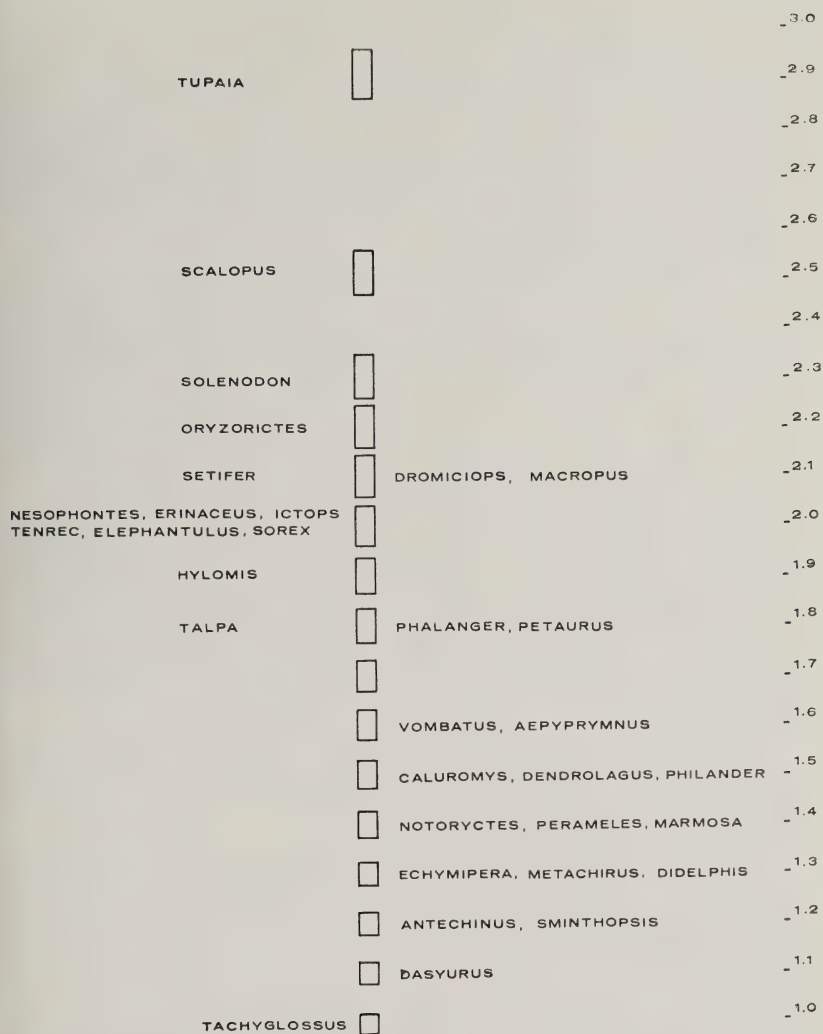 -3.0
TUPAIA -2.9
-2.8
-2.7
-2.6
SCALOPUS -2.5
-2.4
SOLENODON -2.3
ORYZORICTES -2.2
SETIFER DROMICIOPS, MACROPUS -2.1
NESOPHONTES, ERINACEUS, ICTOPS -2.0
TENREC, ELEPHANTULUS, SOREX
HYLOMIS -1.9
TALPA PHALANGER, PETAURUS -1.8
-1.7
VOMBATUS, AEPYPRYMNUS -1.6
CALUROMYS, DENDROLAGUS, PHILANDER -1.5
NOTORYCTES, PERAMELES, MARMOSA -1.4
ECHYMIPERA, METACHIRUS, DIDELPHIS -1.3
ANTECHINUS, SMINTHOPSIS -1.2
DASYURUS -1.1
TACHYGLOSSUS -1.0